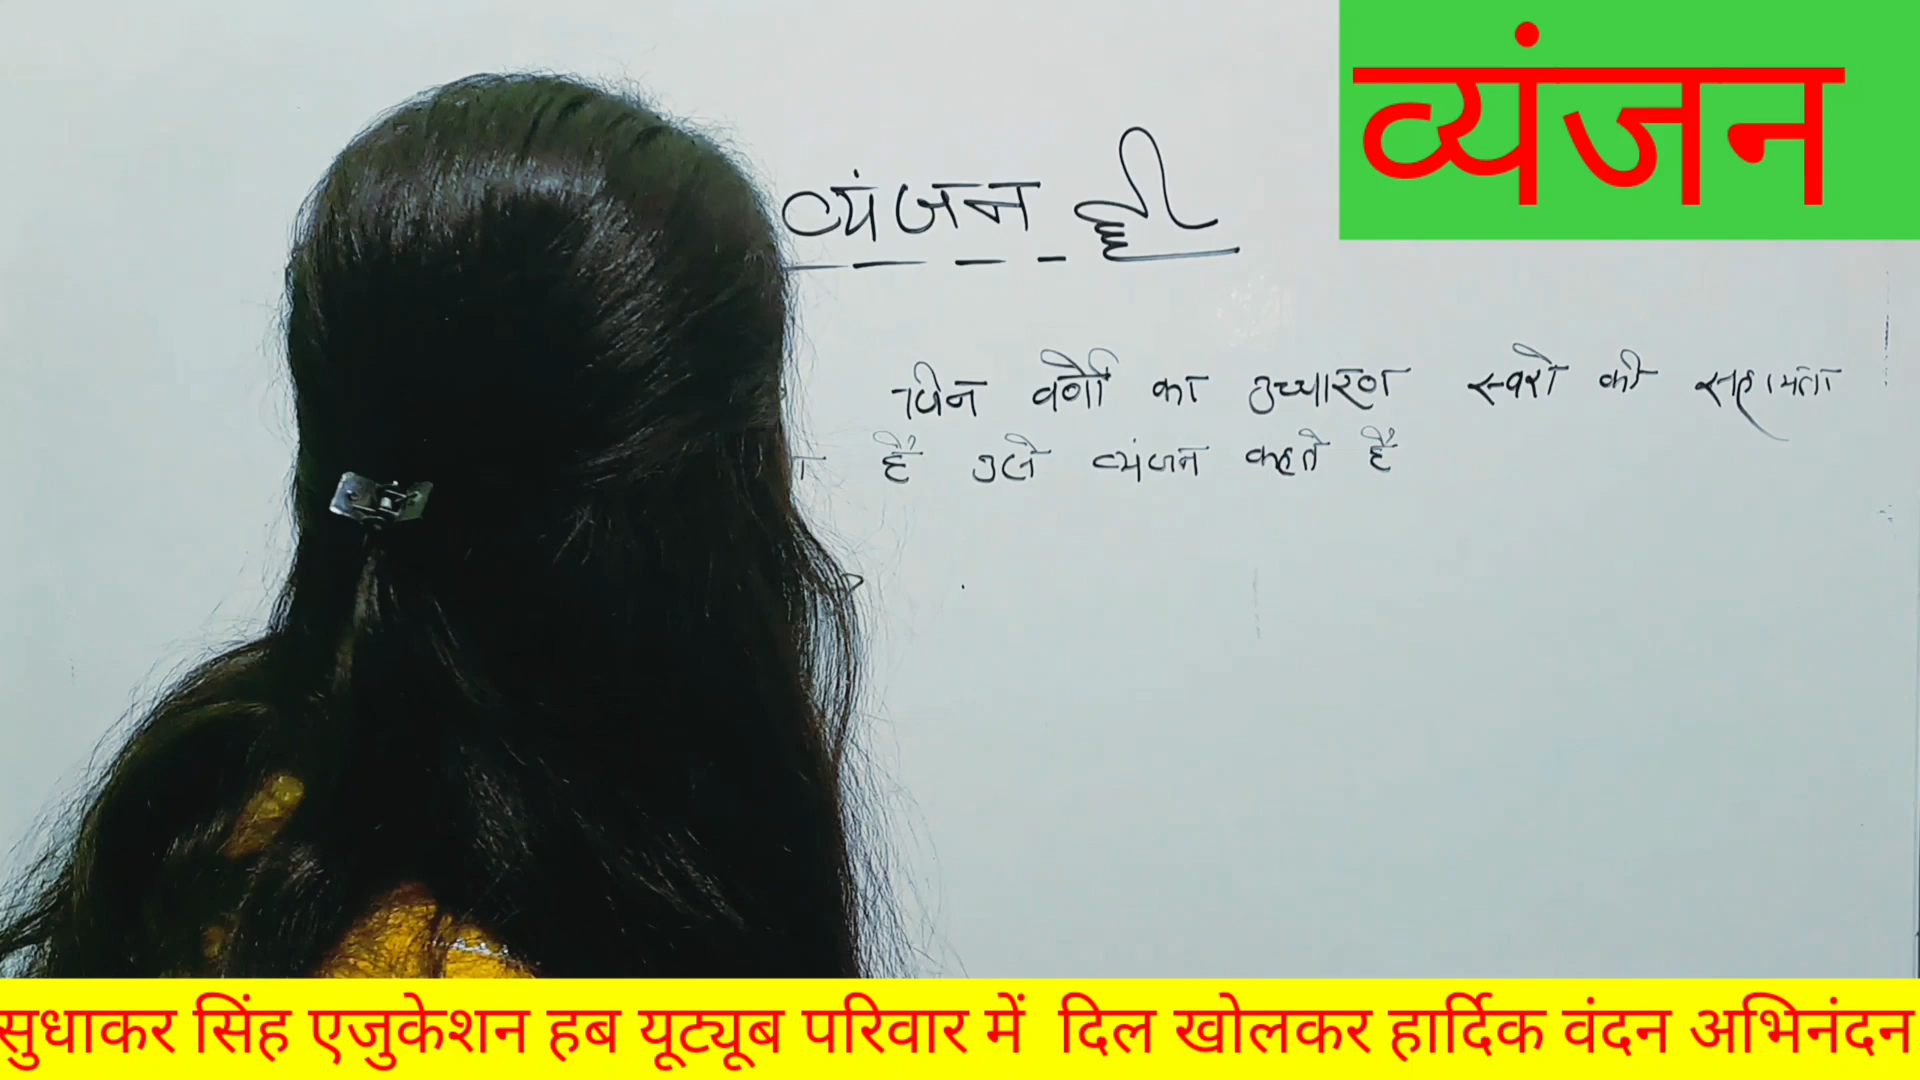 व्यंजन
व्यंजन ही
जिन वर्णों का उच्चारण स्वरों की सहायता
है उसे व्यंजन कहते हैं
सुधाकर सिंह एजुकेशन हब यूट्यूब परिवार में दिल खोलकर हार्दिक वंदन अभिनंदन